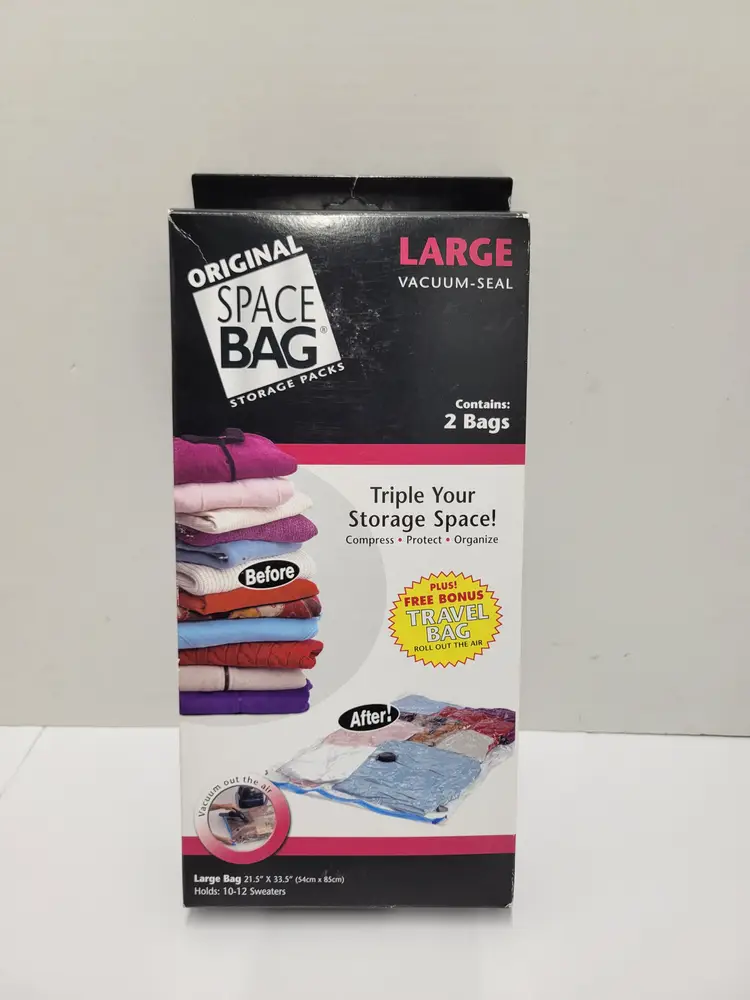 ORIGINAL
SPACE
BAG®
STORAGE PACKS
LARGE
VACUUM-SEAL
Contains:
2 Bags
Triple Your
Storage Space!
Compress • Protect • Organize
Before
PLUS!
FREE BONUS
TRAVEL
BAG
ROLL OUT THE AIR
After!
Vacuum out the air
Large Bag 21.5" X 33.5" (54cm x 85cm)
Holds: 10-12 Sweaters